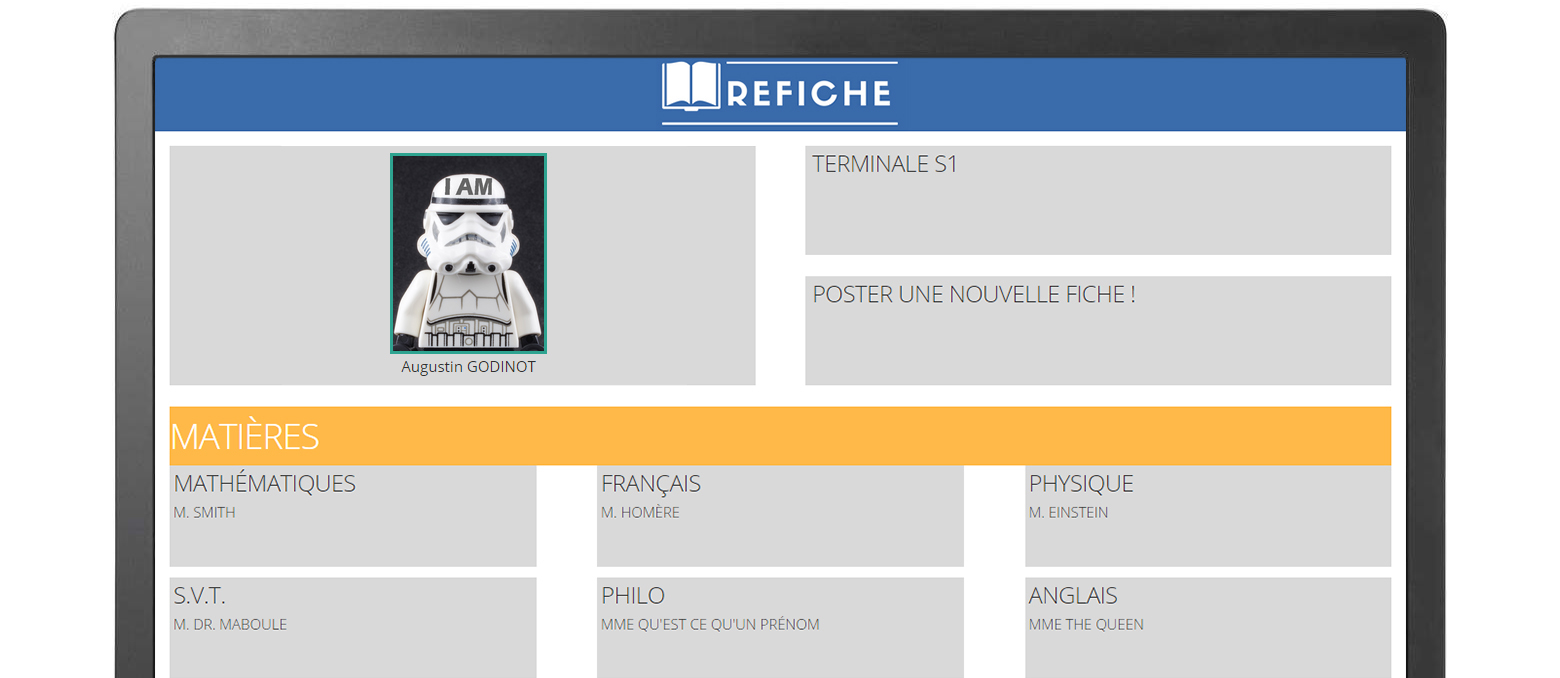 REFICHE
I AM
Augustin GODINOT
TERMINALE S1
POSTER UNE NOUVELLE FICHE !
MATIÈRES
MATHÉMATIQUES
M. SMITH
FRANÇAIS
M. HOMÈRE
PHYSIQUE
M. EINSTEIN
S.V.T.
M. DR. MABOULE
PHILO
MME QU'EST CE QU'UN PRÉNOM
ANGLAIS
MME THE QUEEN